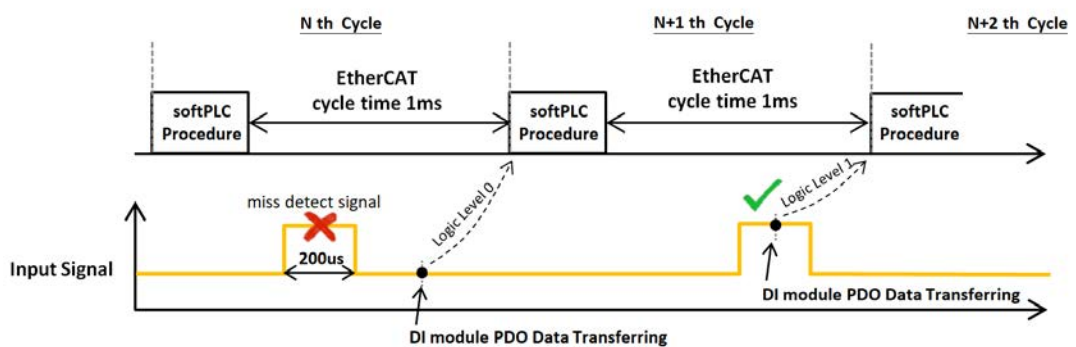 N th Cycle
N+1 th Cycle
N+2 th Cycle
EtherCAT
cycle time 1ms
EtherCAT
cycle time 1ms
softPLC
Procedure
softPLC
Procedure
softPLC
Procedure
miss detect signal
Logic Level 0
Logic Level 1
200us
Input Signal
DI module PDO Data Transferring
DI module PDO Data Transferring